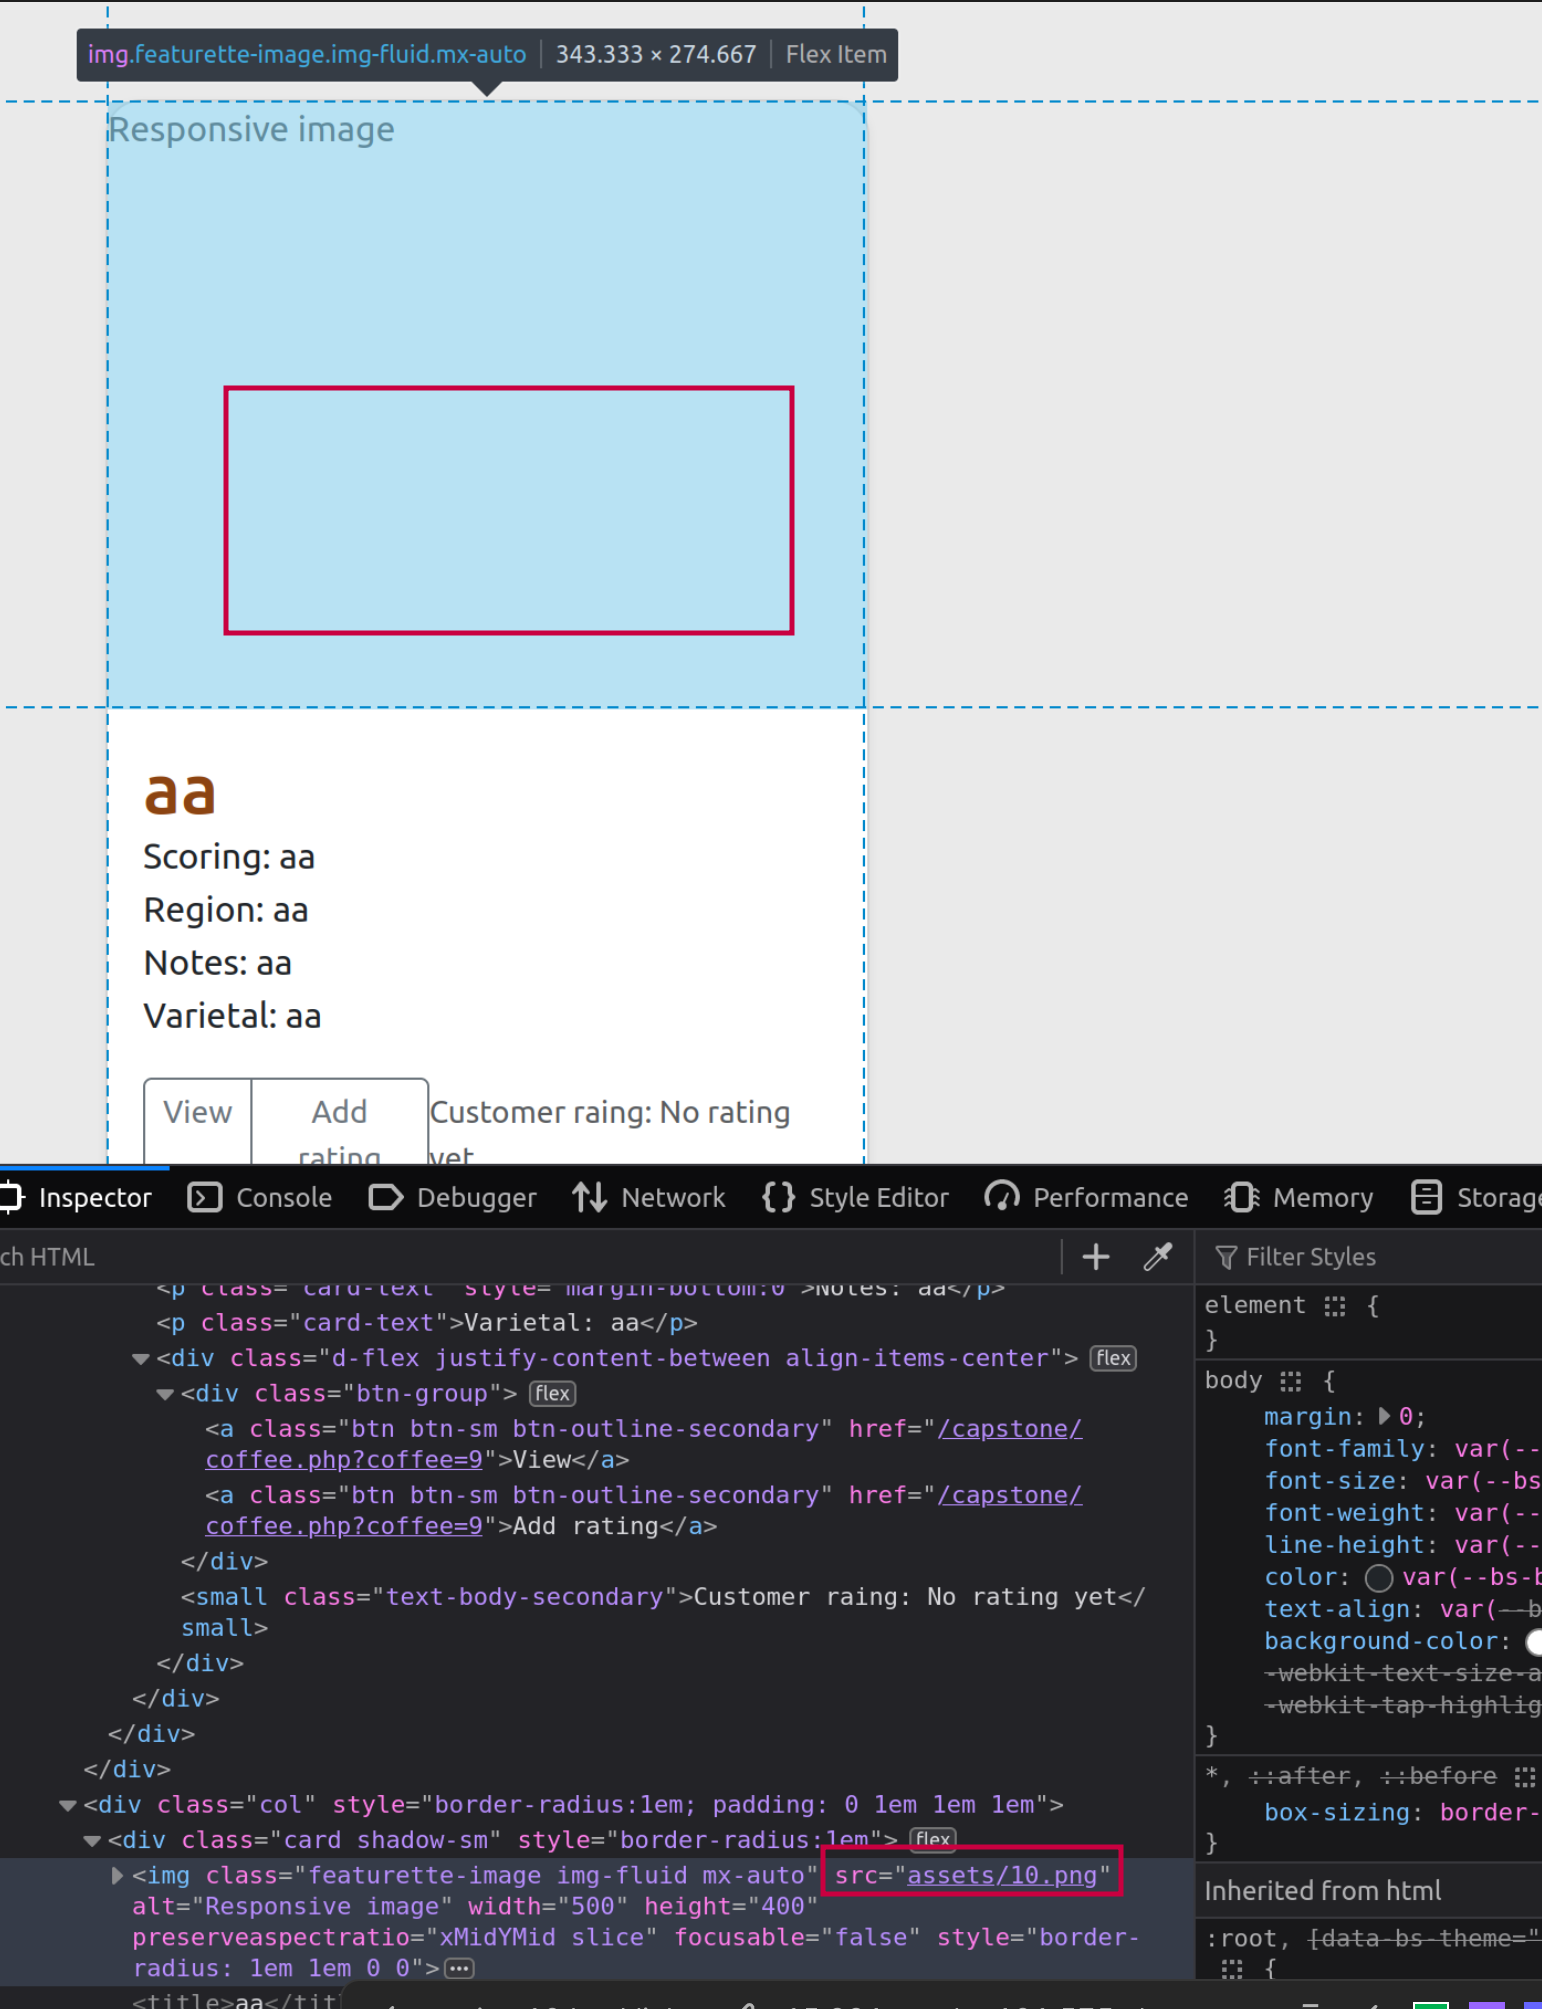 img.featurette-image.img-fluid.mx-auto 343.333 × 274.667 Flex Item
Responsive image
aa
Scoring: aa
Region: aa
Notes: aa
Varietal: aa
View Add rating Customer raing: No rating
yet
Inspector Console Debugger Network Style Editor Performance Memory Storage
ch HTML
Filter Styles
<p class="card-text" style="margin-bottom:0">Notes: aa</p>
<p class="card-text">Varietal: aa</p>
<div class="d-flex justify-content-between align-items-center"> flex
<div class="btn-group"> flex
<a class="btn btn-sm btn-outline-secondary" href="/capstone/
coffee.php?coffee=9">View</a>
<a class="btn btn-sm btn-outline-secondary" href="/capstone/
coffee.php?coffee=9">Add rating</a>
</div>
<small class="text-body-secondary">Customer raing: No rating yet</
small>
</div>
</div>
</div>
</div>
<div class="col" style="border-radius:1em; padding: 0 1em 1em 1em">
<div class="card shadow-sm" style="border-radius:1em"> flex
<img class="featurette-image img-fluid mx-auto" src="assets/10.png"
alt="Responsive image" width="500" height="400"
preserveaspectratio="xMidYMid slice" focusable="false" style="border-
radius: 1em 1em 0 0">
<title>aa</tit
element {
}
body {
margin: 0;
font-family: var(--
font-size: var(--bs
font-weight: var(--
line-height: var(--
color: var(--bs-b
text-align: var(--b
background-color:
-webkit-text-size-a
-webkit-tap-highlig
}
*, ::after, ::before
box-sizing: border-
}
Inherited from html
:root, [data-bs-theme="
{